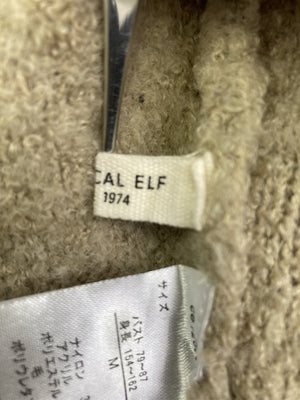 CAL ELF
1974
サイズ
バスト 79~87
身長 154~162
M
ナイロン
アクリル
ポリエステル
毛
ポリウレタ